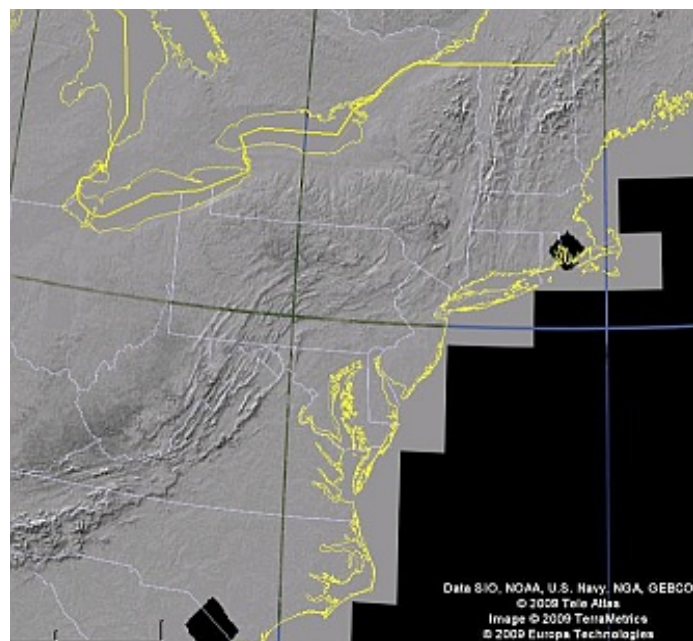 Data SIO, NOAA, U.S. Navy, NGA, GEBCO
© 2009 Tele Atlas
Image © 2009 TerraMetrics
© 2009 Europa Technologies